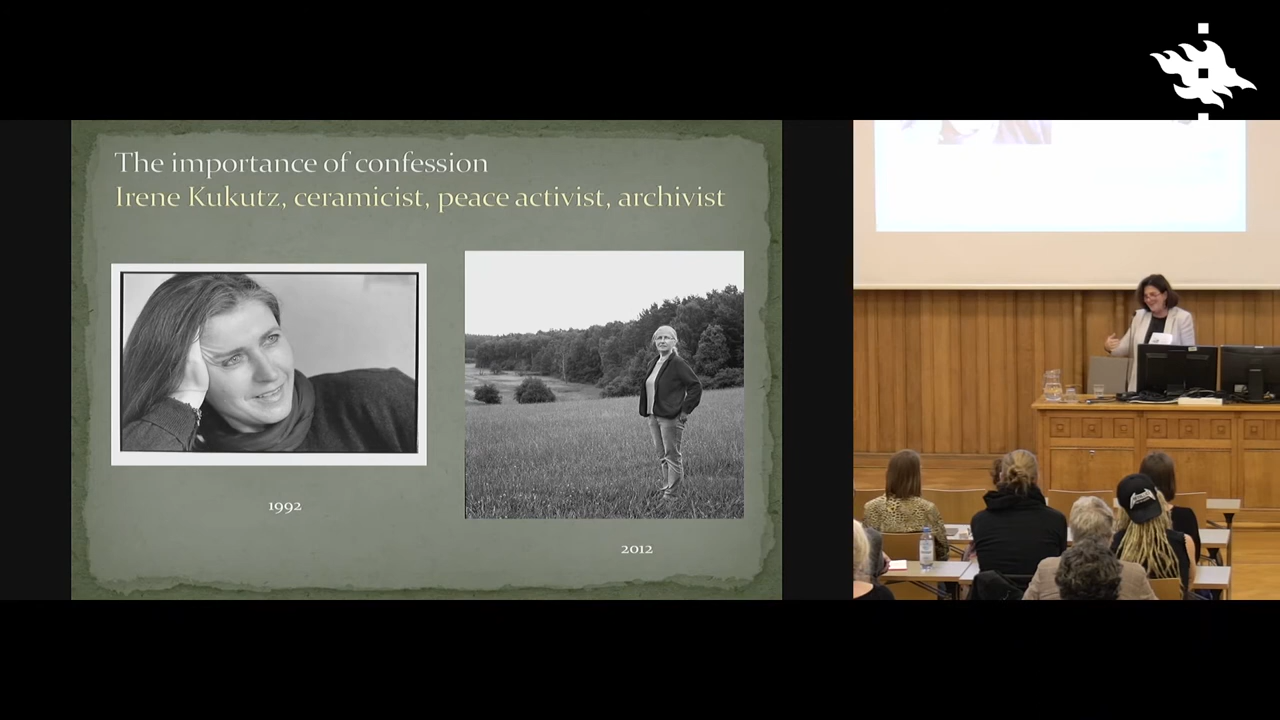 The importance of confession
Irene Kukutz, ceramicist, peace activist, archivist
1992
2012